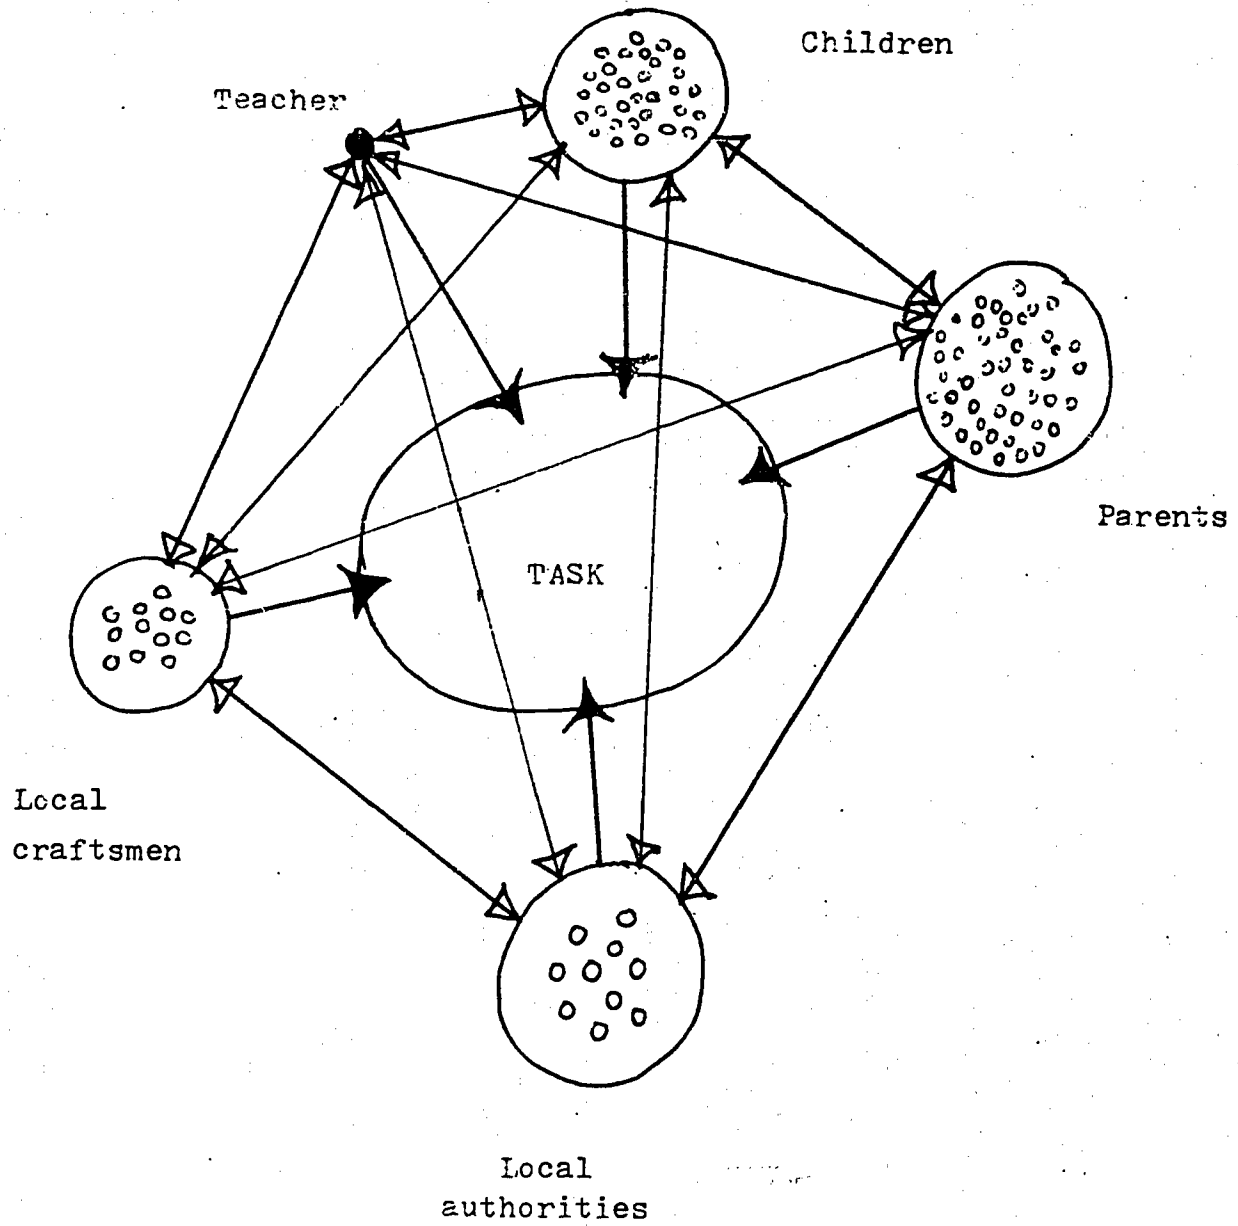 Children
Teacher
Parents
TASK
Local
craftsmen
Local
authorities